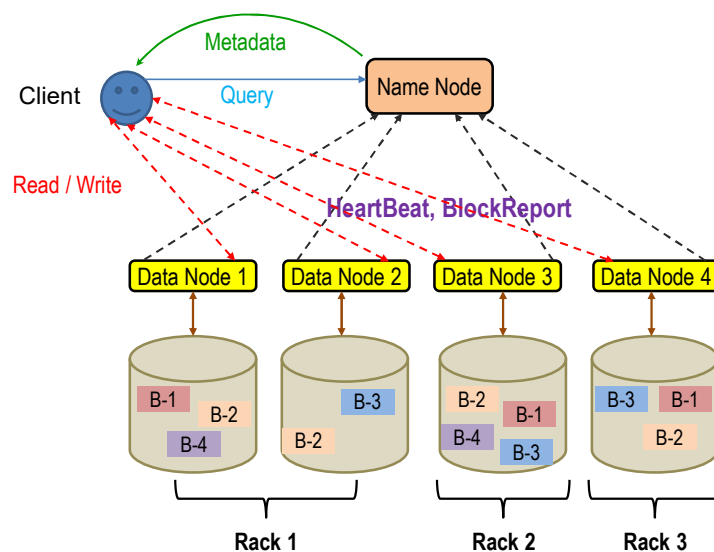 Metadata
Client
Query
Name Node
Read / Write
HeartBeat, BlockReport
Data Node 1
Data Node 2
Data Node 3
Data Node 4
B-1
B-2
B-4
B-3
B-2
B-2
B-1
B-4
B-3
B-3
B-1
B-2
Rack 1
Rack 2
Rack 3